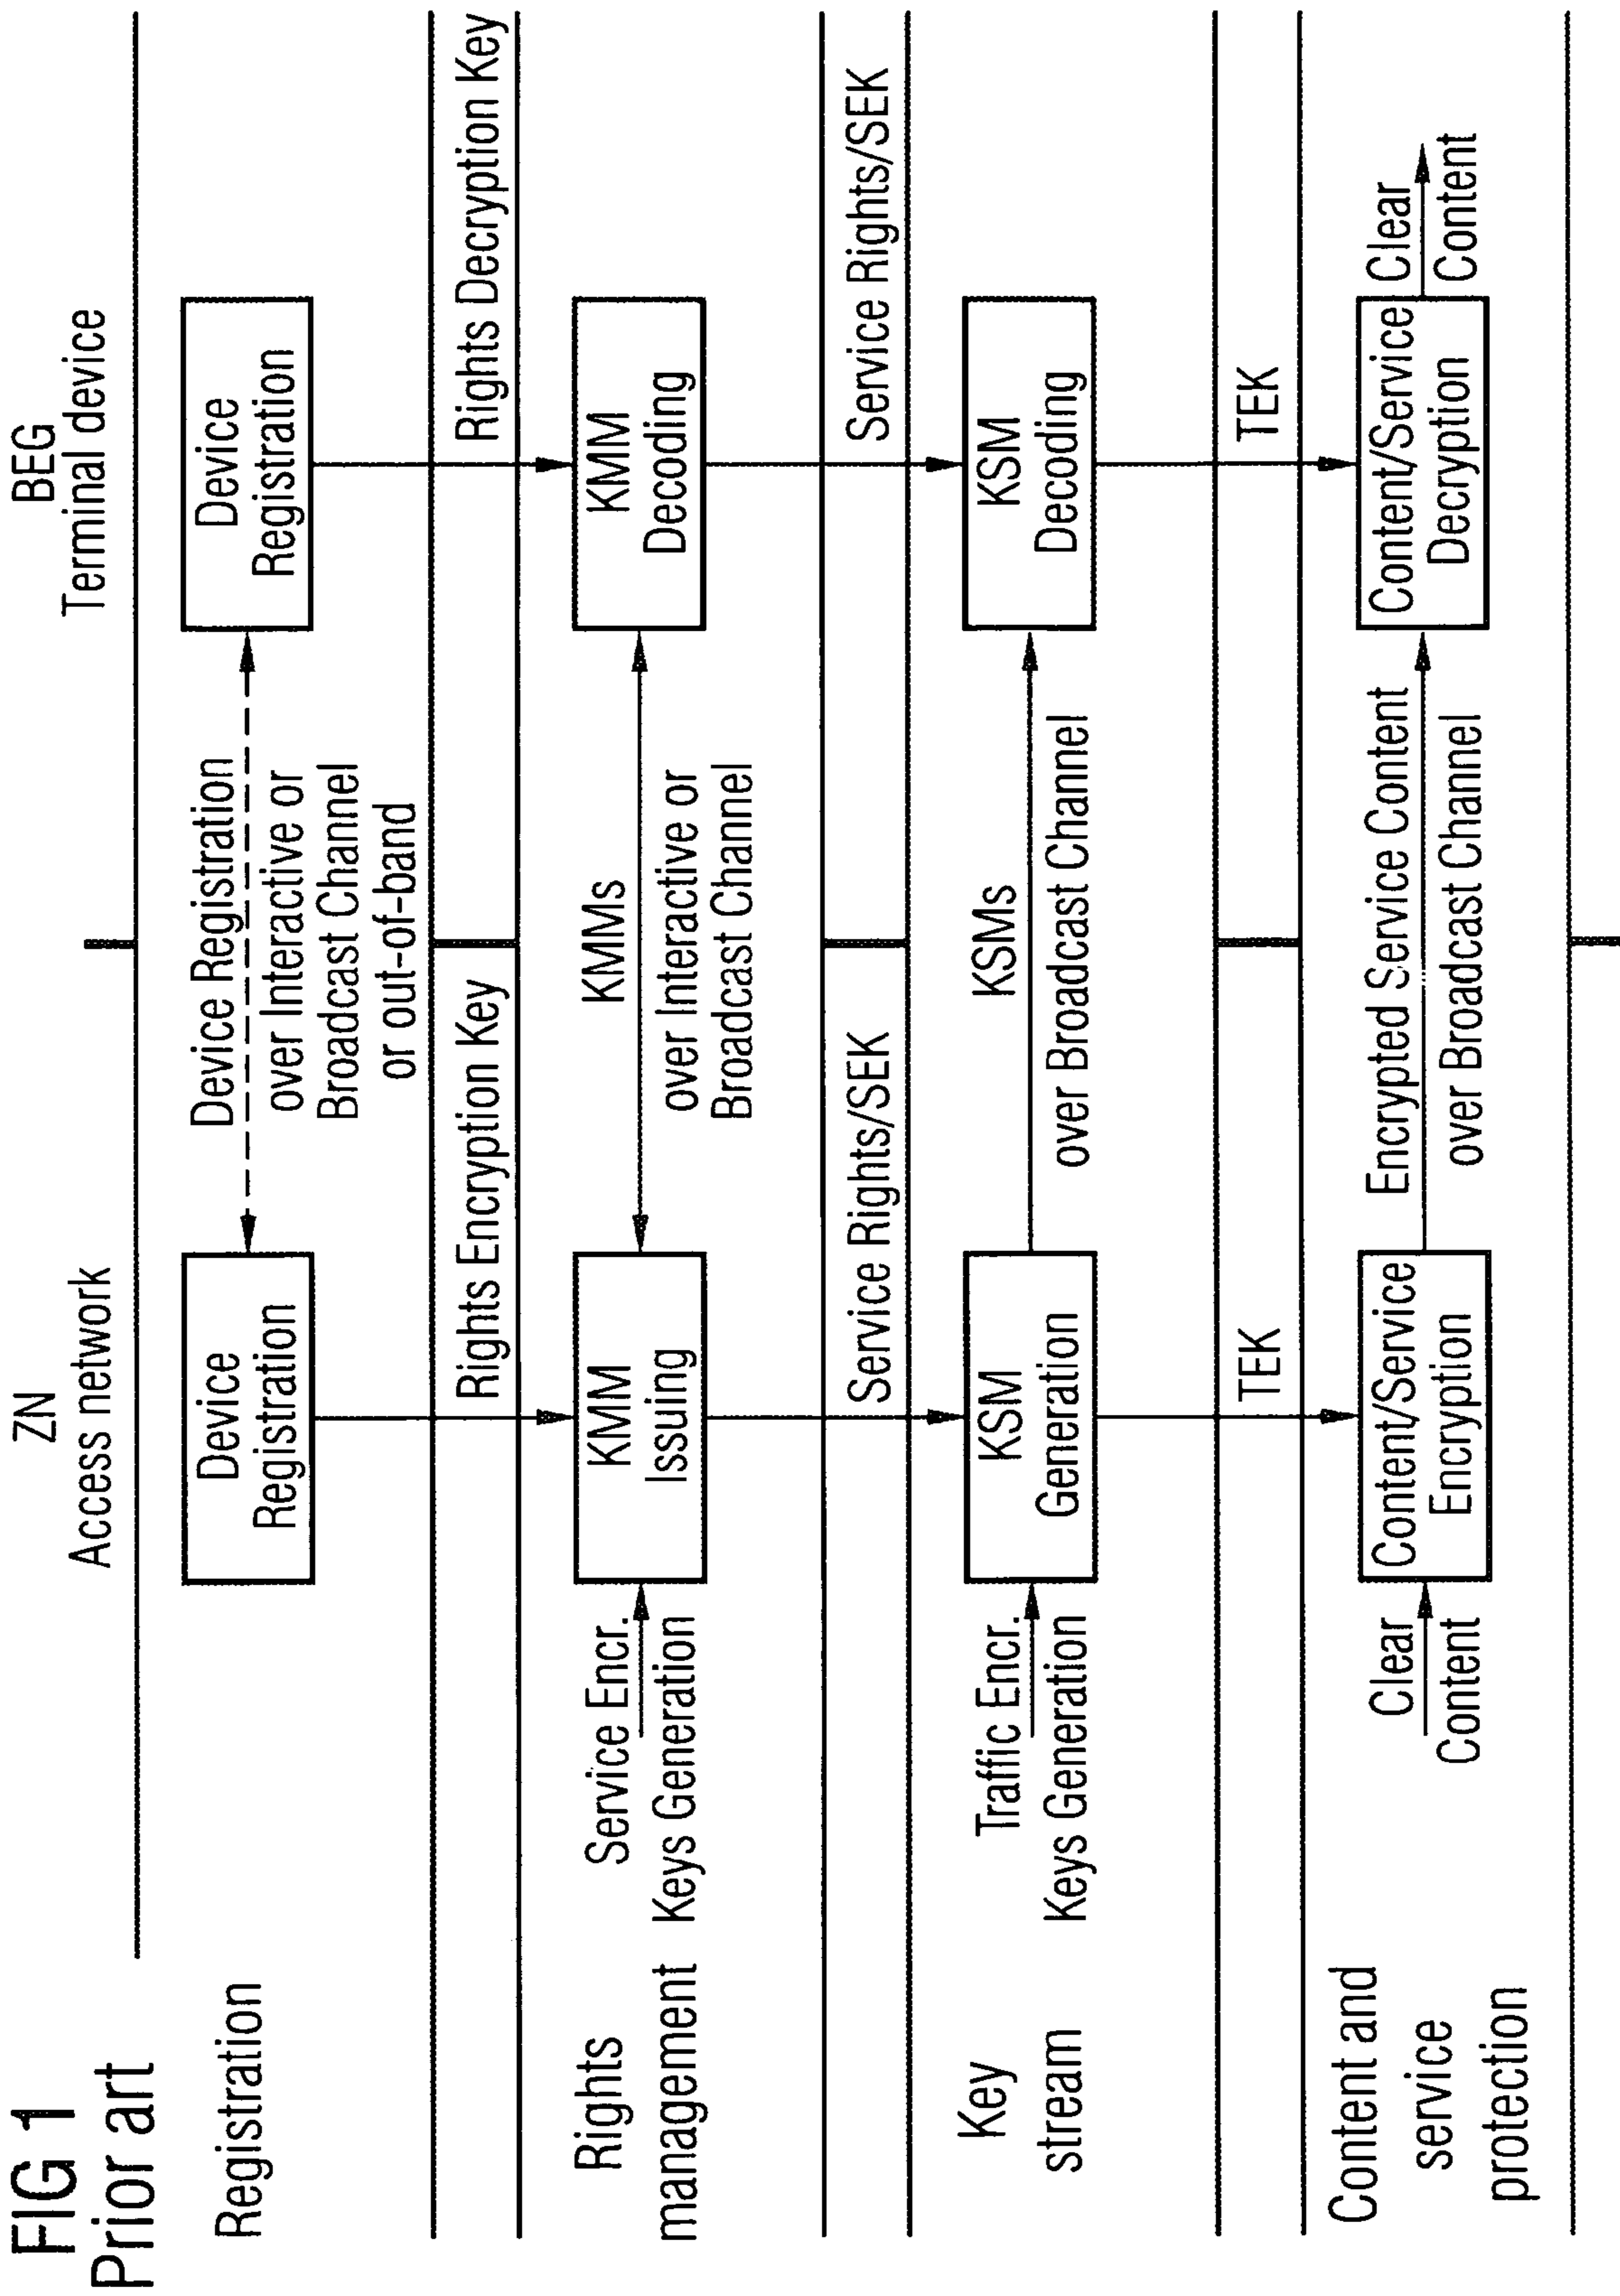 FIG 1
Prior art
ZN
Access network
BEG
Terminal device
Registration
Device
Registration
Device Registration
over Interactive or
Broadcast Channel
or out-of-band
Device
Registration
Rights Encryption Key
Rights Decryption Key
Rights
management
Service Encr.
Keys Generation
KMM
Issuing
KMMs
over Interactive or
Broadcast Channel
KMM
Decoding
Service Rights/SEK
Service Rights/SEK
Key
stream
Traffic Encr.
Keys Generation
KSM
Generation
KSMs
over Broadcast Channel
KSM
Decoding
TEK
TEK
Content and
service
protection
Clear
Content
Content/Service
Encryption
Encrypted Service Content
over Broadcast Channel
Content/Service
Decryption
Clear
Content